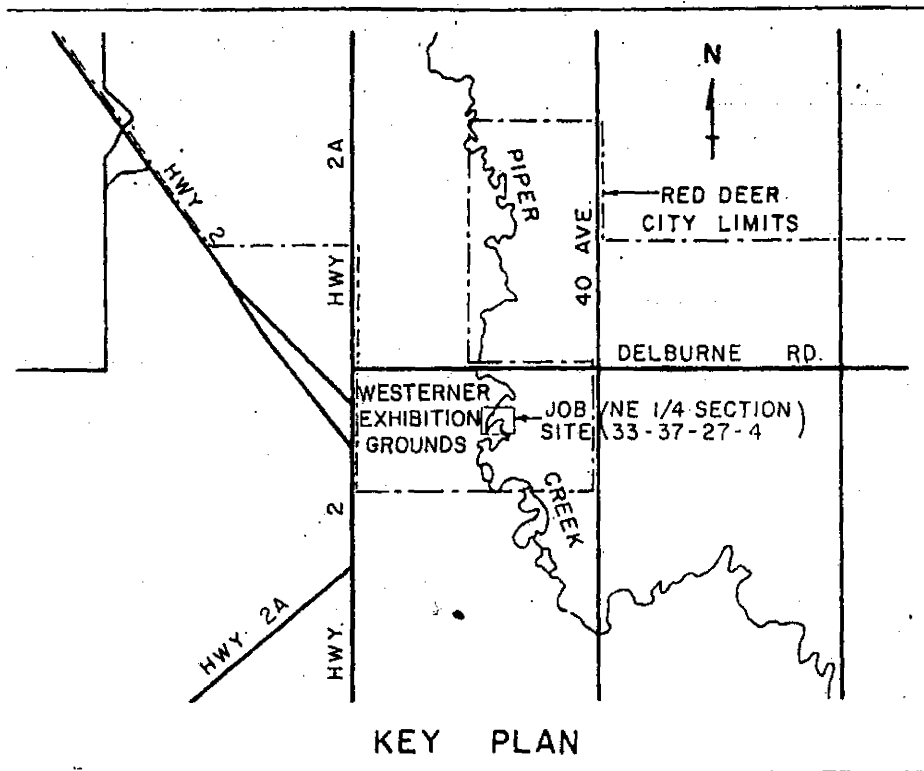 N
HWY 2
2A
HWY
PIPER
40 AVE.
RED DEER
CITY LIMITS
DELBURNE RD.
WESTERNER
EXHIBITION
GROUNDS
JOB (NE 1/4 SECTION)
SITE (33-37-27-4)
CREEK
2
HWY.
HWY. 2A
KEY PLAN